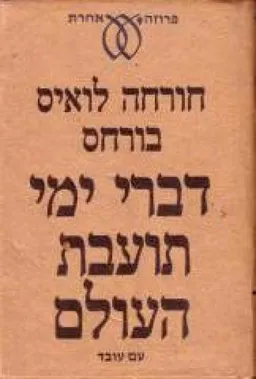 פרוזה אחרת
חורחה לואיס
בורחס
דברי ימי
תועבת
העולם
עם עובד